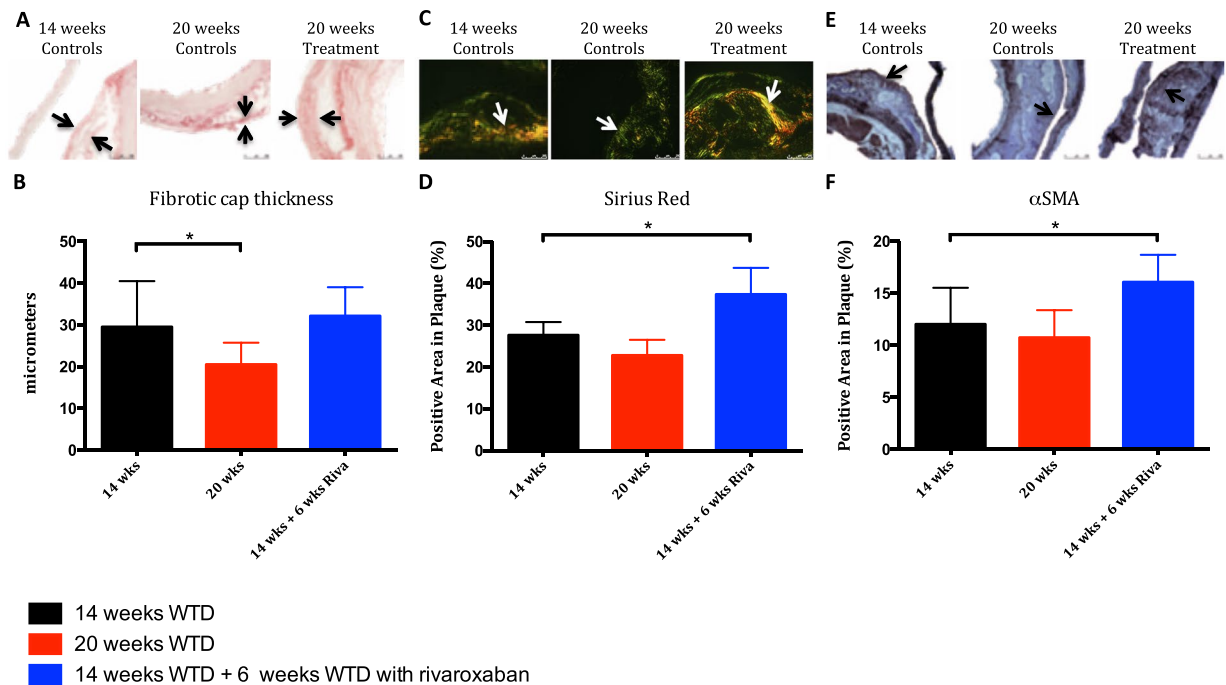 A
14 weeks
Controls
20 weeks
Controls
20 weeks
Treatment
C
14 weeks
Controls
20 weeks
Controls
20 weeks
Treatment
E
14 weeks
Controls
20 weeks
Controls
20 weeks
Treatment
B
Fibrotic cap thickness
micrometers
50
40
30
20
10
0
*
14 wks
20 wks
14 wks + 6 wks Riva
D
Sirius Red
Positive Area in Plaque (%)
50
40
30
20
10
0
*
14 wks
20 wks
14 wks + 6 wks Riva
F
αSMA
Positive Area in Plaque (%)
20
15
10
5
0
*
14 wks
20 wks
14 wks + 6 wks Riva
14 weeks WTD
20 weeks WTD
14 weeks WTD + 6 weeks WTD with rivaroxaban